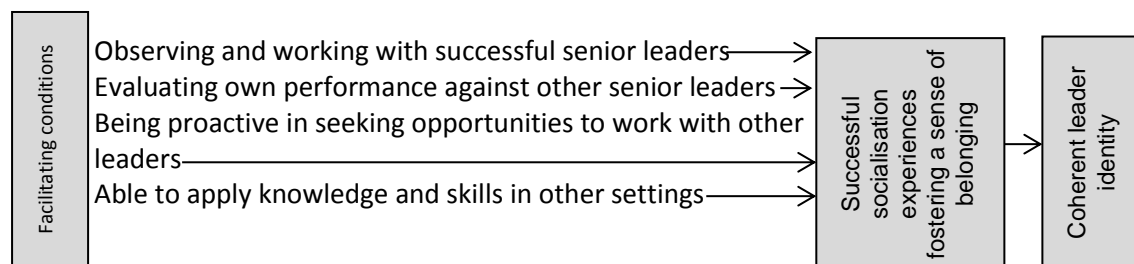 Facilitating conditions
Observing and working with successful senior leaders
Evaluating own performance against other senior leaders
Being proactive in seeking opportunities to work with other
leaders
Able to apply knowledge and skills in other settings
Successful
socialisation
experiences
fostering a sense of
belonging
Coherent leader
identity